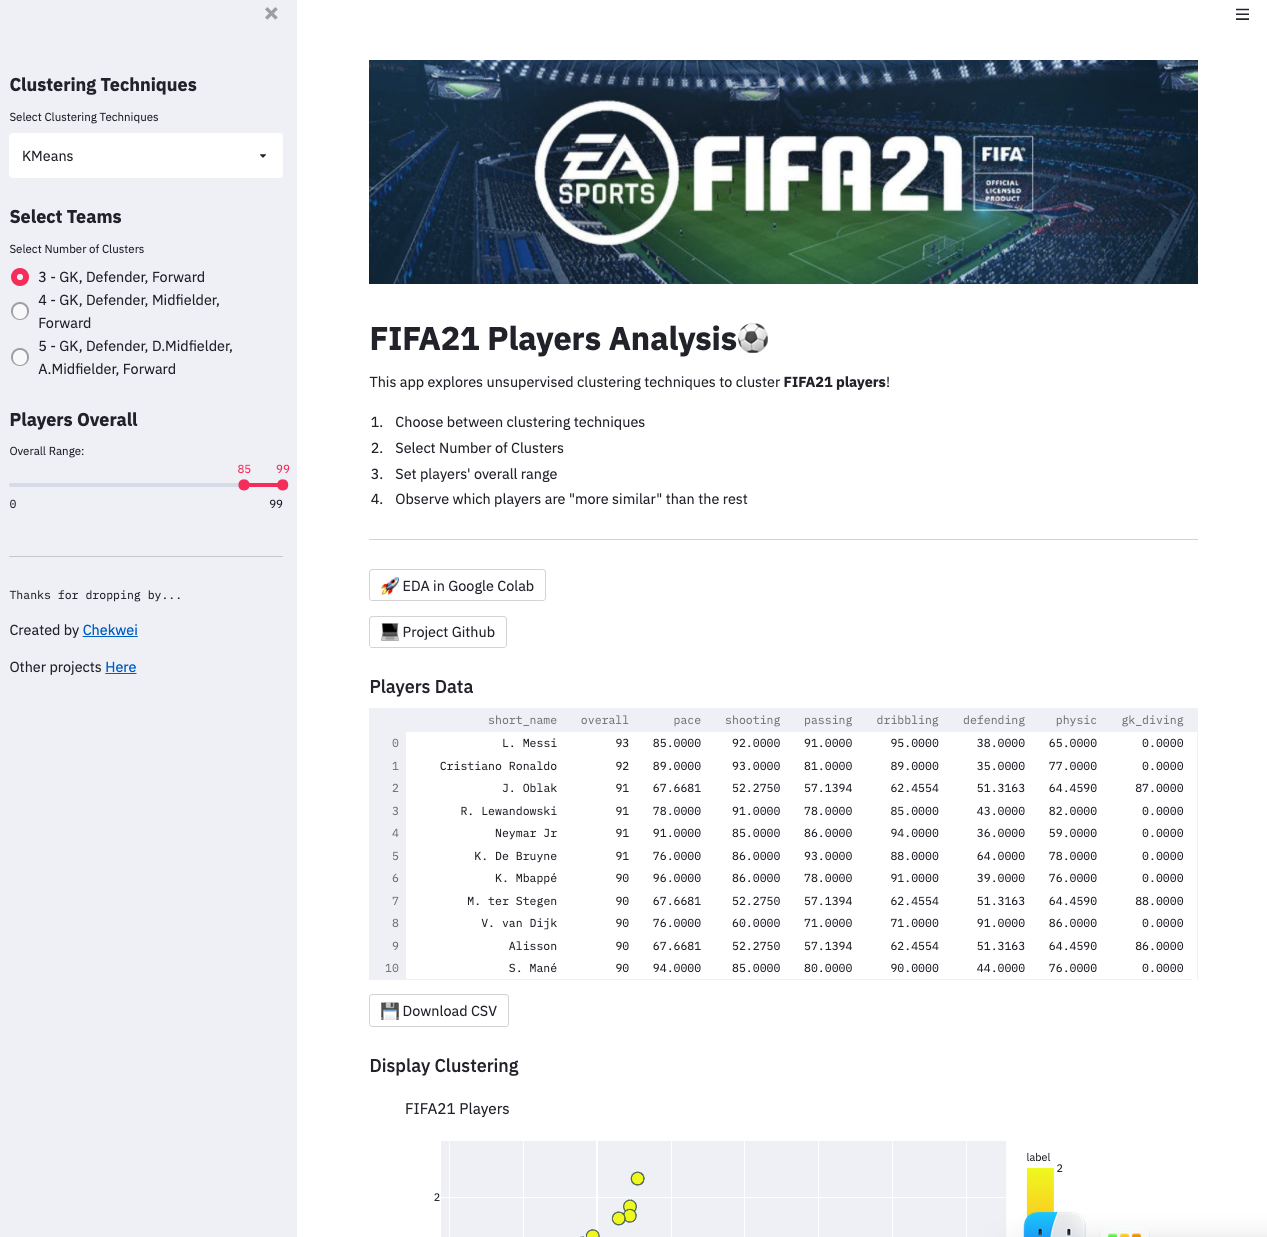 Clustering Techniques
Select Clustering Techniques
KMeans
Select Teams
Select Number of Clusters
3 - GK, Defender, Forward
4 - GK, Defender, Midfielder,
Forward
5 - GK, Defender, D.Midfielder,
A.Midfielder, Forward
Players Overall
Overall Range:
85 99
0 99
Thanks for dropping by...
Created by Chekwei
Other projects Here
EA SPORTS FIFA21 FIFA
OFFICIAL
LICENSED
PRODUCT
FIFA21 Players Analysis
This app explores unsupervised clustering techniques to cluster FIFA21 players!
1. Choose between clustering techniques
2. Select Number of Clusters
3. Set players' overall range
4. Observe which players are "more similar" than the rest
EDA in Google Colab
Project Github
Players Data
short_name overall pace shooting passing dribbling defending physic gk_diving
0 L. Messi 93 85.0000 92.0000 91.0000 95.0000 38.0000 65.0000 0.0000
1 Cristiano Ronaldo 92 89.0000 93.0000 81.0000 89.0000 35.0000 77.0000 0.0000
2 J. Oblak 91 67.6681 52.2750 57.1394 62.4554 51.3163 64.4590 87.0000
3 R. Lewandowski 91 78.0000 91.0000 78.0000 85.0000 43.0000 82.0000 0.0000
4 Neymar Jr 91 91.0000 85.0000 86.0000 94.0000 36.0000 59.0000 0.0000
5 K. De Bruyne 91 76.0000 86.0000 93.0000 88.0000 64.0000 78.0000 0.0000
6 K. Mbappé 90 96.0000 86.0000 78.0000 91.0000 39.0000 76.0000 0.0000
7 M. ter Stegen 90 67.6681 52.2750 57.1394 62.4554 51.3163 64.4590 88.0000
8 V. van Dijk 90 76.0000 60.0000 71.0000 71.0000 91.0000 86.0000 0.0000
9 Alisson 90 67.6681 52.2750 57.1394 62.4554 51.3163 64.4590 86.0000
10 S. Mané 90 94.0000 85.0000 80.0000 90.0000 44.0000 76.0000 0.0000
Download CSV
Display Clustering
FIFA21 Players
label
2
2